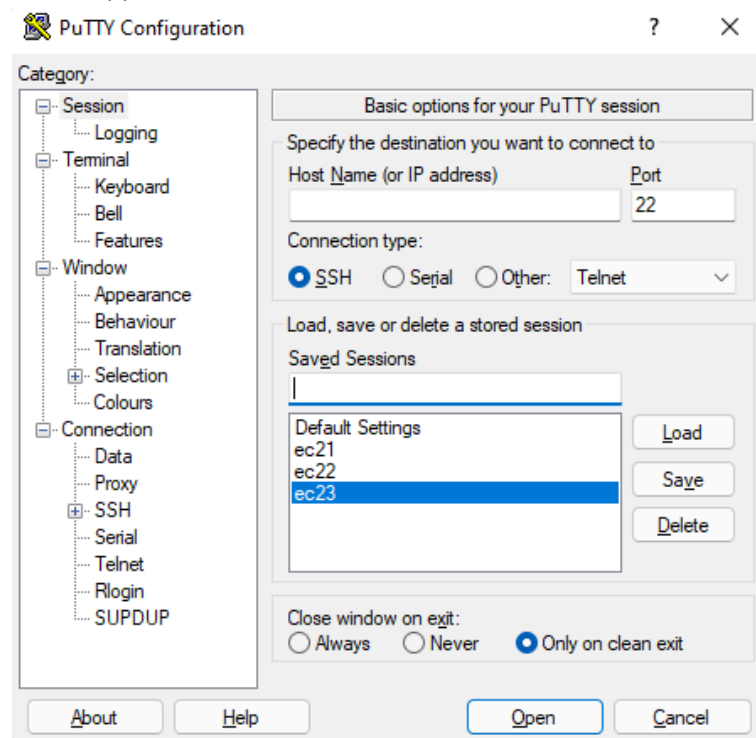 PuTTY Configuration ? ×
Category:
Session
Logging
Terminal
Keyboard
Bell
Features
Window
Appearance
Behaviour
Translation
Selection
Colours
Connection
Data
Proxy
SSH
Serial
Telnet
Rlogin
SUPDUP
Basic options for your PuTTY session
Specify the destination you want to connect to
Host Name (or IP address) Port
22
Connection type:
SSH Serial Other: Telnet
Load, save or delete a stored session
Saved Sessions
Default Settings
ec21
ec22
ec23
Load
Save
Delete
Close window on exit:
Always Never Only on clean exit
About Help Open Cancel